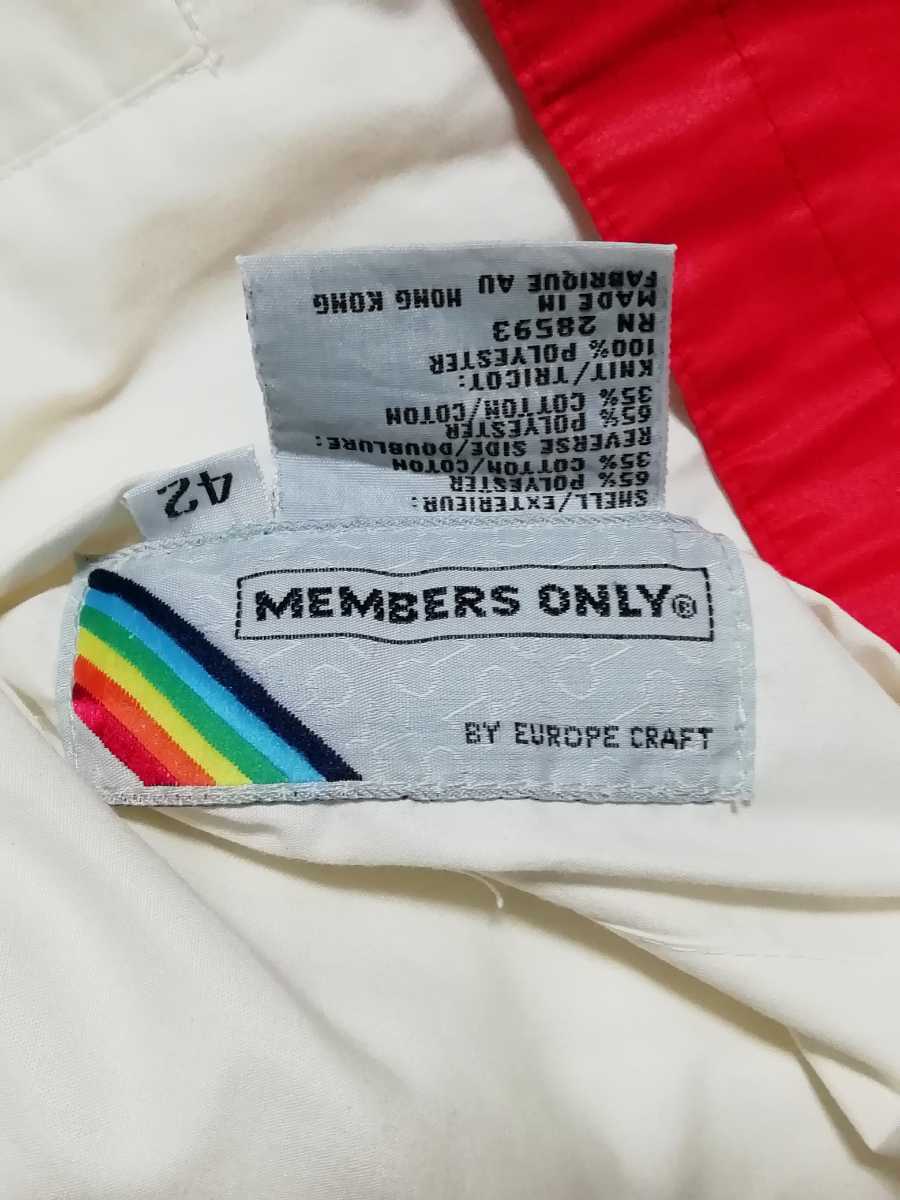 MEMBERS ONLY®
BY EUROPE CRAFT
42
SHELL/EXTERIEUR:
65% POLYESTER
35% COTTON/COTON
REVERSE SIDE/DOUBLURE:
65% POLYESTER
35% COTTON/COTON
KNIT/TRICOT:
100% POLYESTER
RN 28593
MADE IN
FABRIQUE AU HONG KONG